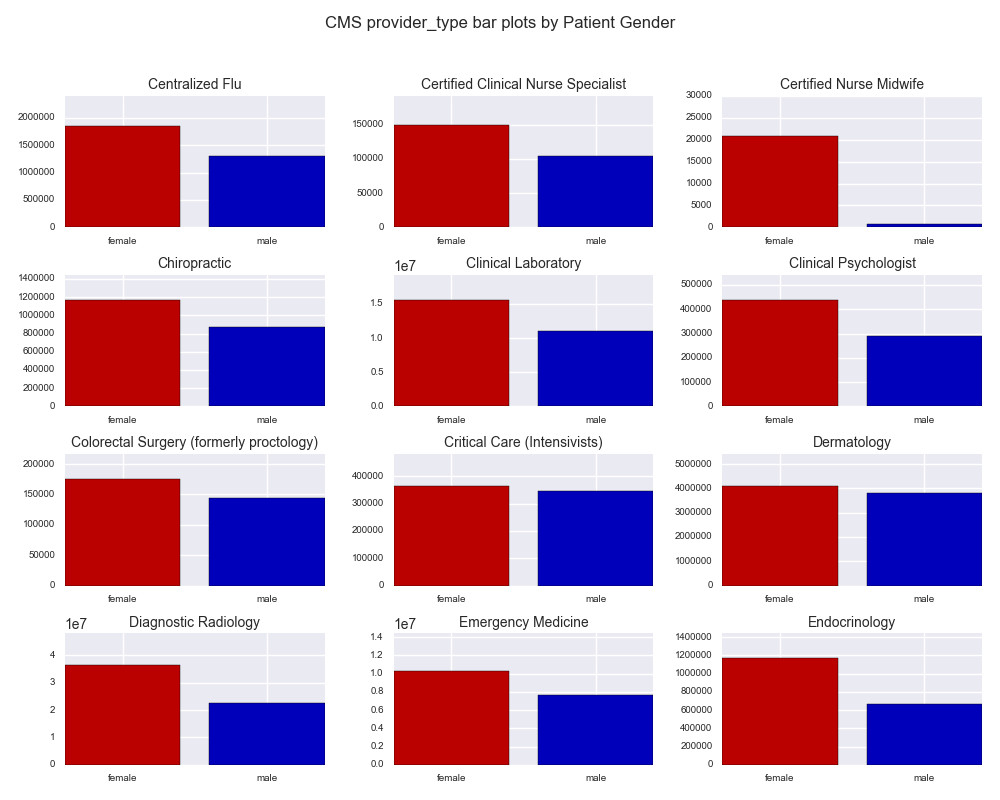 CMS provider_type bar plots by Patient Gender
Centralized Flu
2000000
1500000
1000000
500000
0
female male
Certified Clinical Nurse Specialist
150000
100000
50000
0
female male
Certified Nurse Midwife
30000
25000
20000
15000
10000
5000
0
female male
Chiropractic
1400000
1200000
1000000
800000
600000
400000
200000
0
female male
1e7
Clinical Laboratory
1.5
1.0
0.5
0.0
female male
Clinical Psychologist
500000
400000
300000
200000
100000
0
female male
Colorectal Surgery (formerly proctology)
200000
150000
100000
50000
0
female male
Critical Care (Intensivists)
400000
300000
200000
100000
0
female male
Dermatology
5000000
4000000
3000000
2000000
1000000
0
female male
1e7
Diagnostic Radiology
4
3
2
1
0
female male
1e7
Emergency Medicine
1.4
1.2
1.0
0.8
0.6
0.4
0.2
0.0
female male
Endocrinology
1400000
1200000
1000000
800000
600000
400000
200000
0
female male